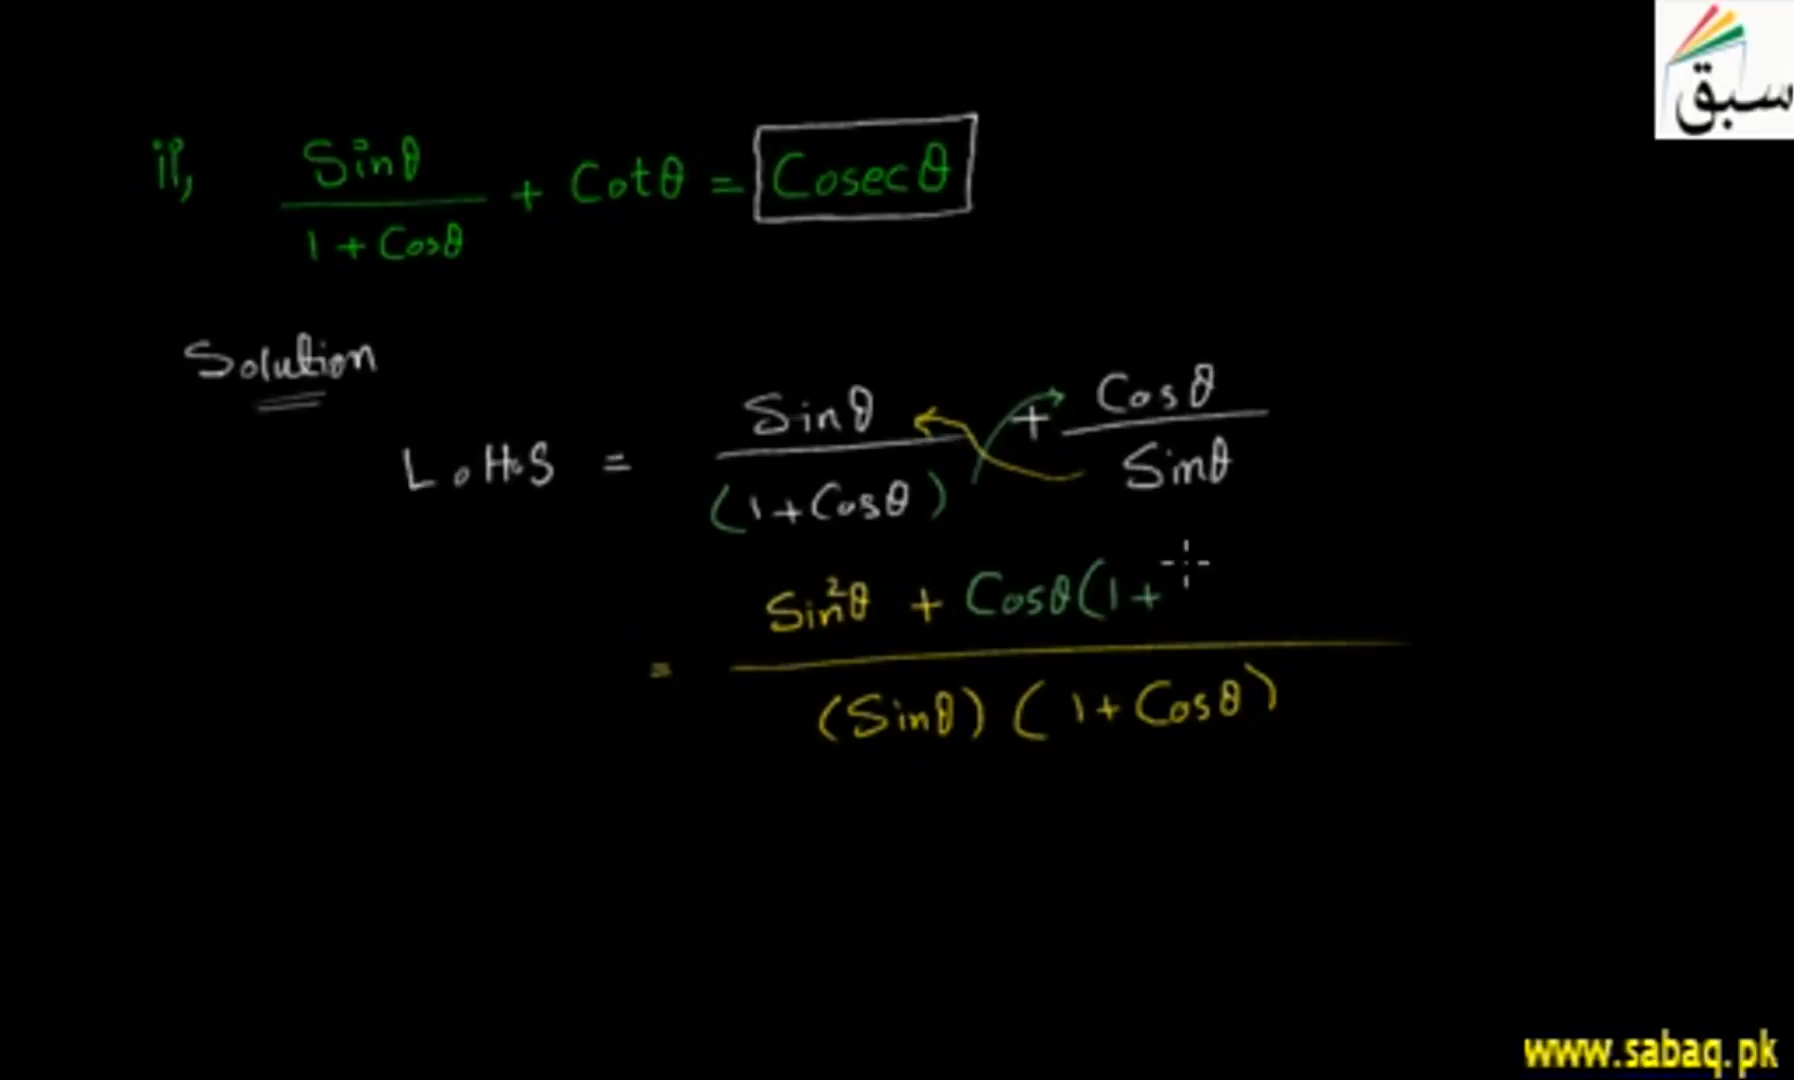 سبق
ii, Sinθ / 1 + Cosθ + Cotθ = Cosecθ
Solution
L.H.S = Sinθ / (1 + Cosθ) + Cosθ / Sinθ
= Sin²θ + Cosθ(1 + / (Sinθ) (1 + Cosθ)
www.sabaq.pk